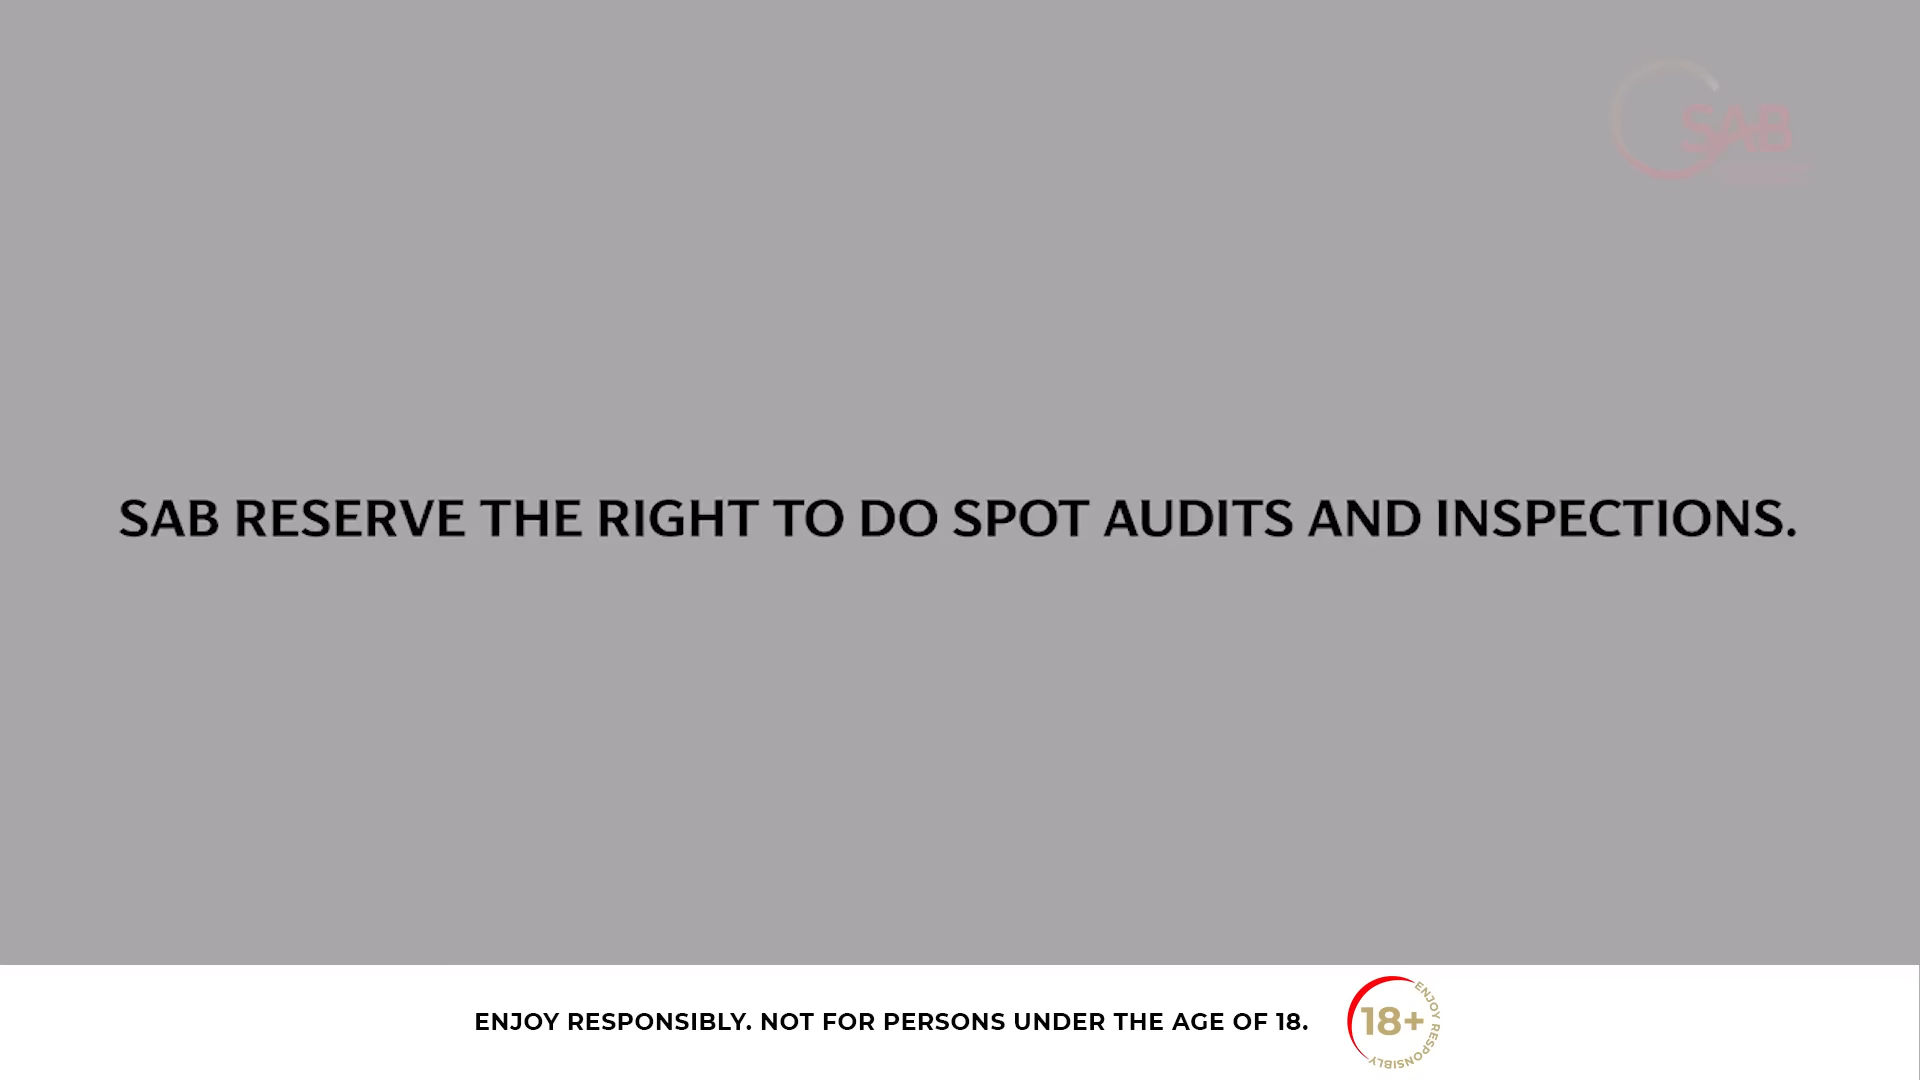 SAB
SAB RESERVE THE RIGHT TO DO SPOT AUDITS AND INSPECTIONS.
ENJOY RESPONSIBLY. NOT FOR PERSONS UNDER THE AGE OF 18.
18+
ENJOY RESPONSIBLY